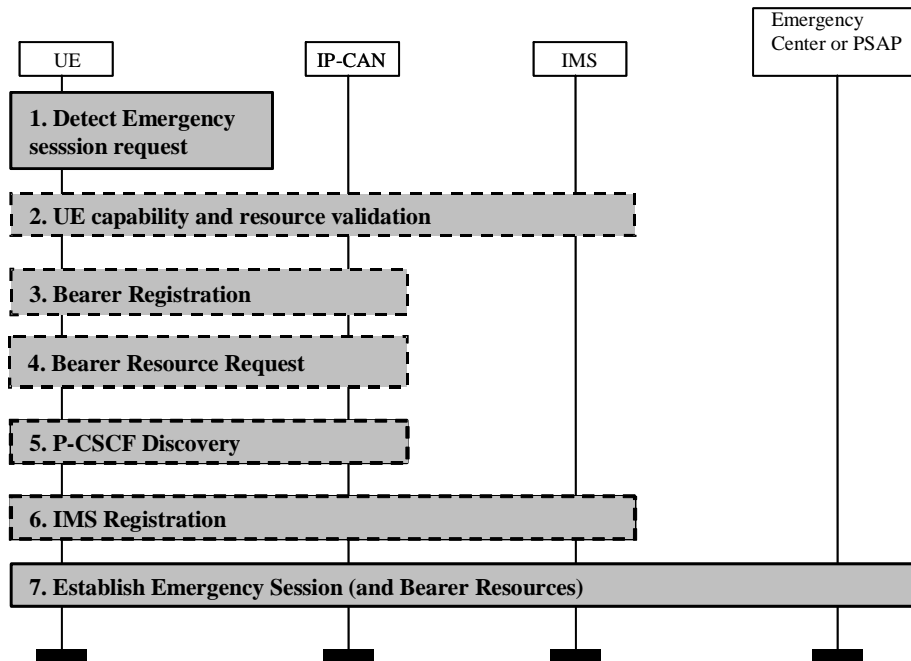 Emergency
Center or PSAP
UE
IP-CAN
IMS
1. Detect Emergency
sesssion request
2. UE capability and resource validation
3. Bearer Registration
4. Bearer Resource Request
5. P-CSCF Discovery
6. IMS Registration
7. Establish Emergency Session (and Bearer Resources)